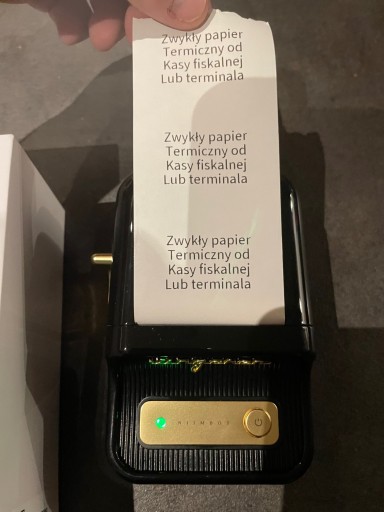 Zwykły papier
Termiczny od
Kasy fiskalnej
Lub terminala
Zwykły papier
Termiczny od
Kasy fiskalnej
Lub terminala
Zwykły papier
Termiczny od
Kasy fiskalnej
Lub terminala
NIIMBOT